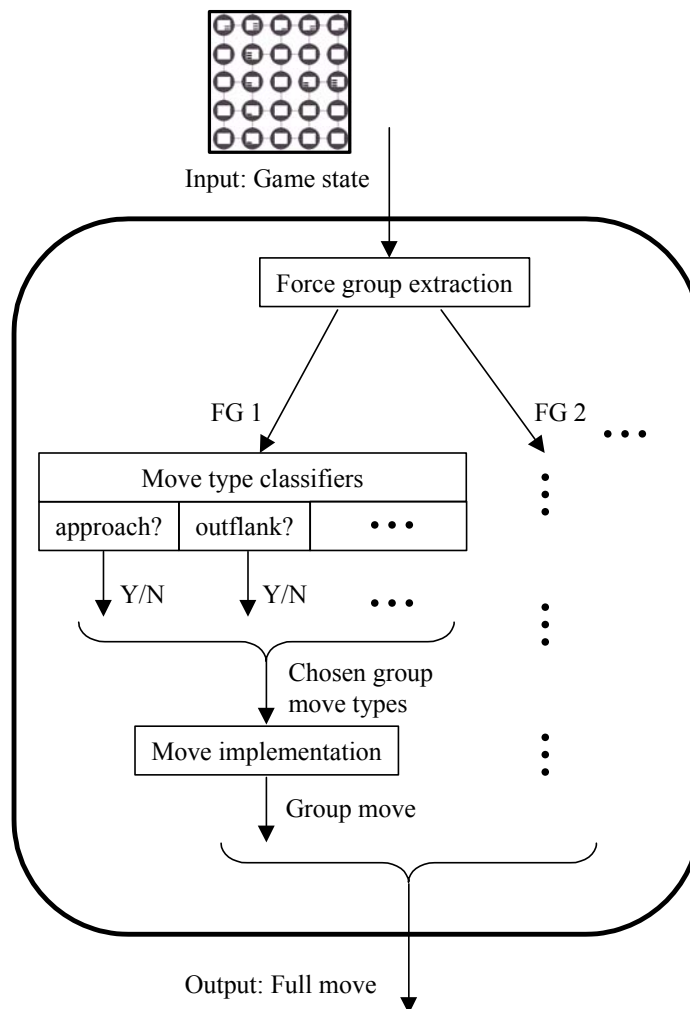 Input: Game state
Force group extraction
FG 1
FG 2
Move type classifiers
approach?
outflank?
Y/N
Y/N
Chosen group
move types
Move implementation
Group move
Output: Full move